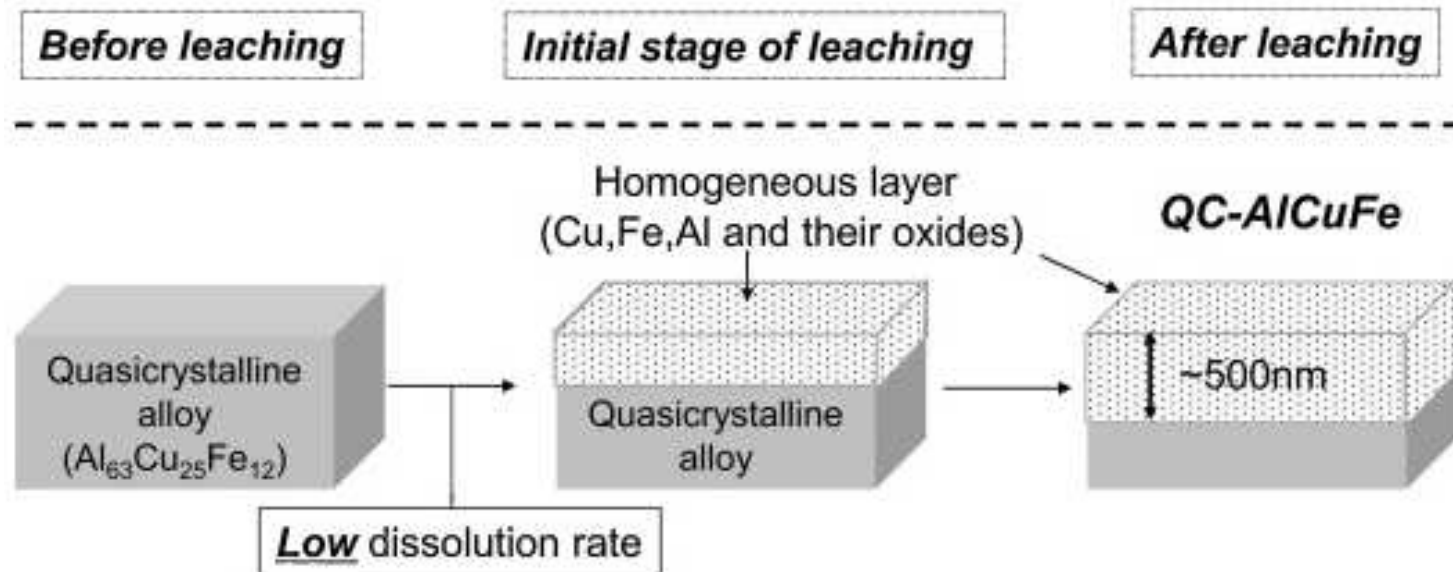 Before leaching
Initial stage of leaching
After leaching
Homogeneous layer
(Cu,Fe,Al and their oxides)
QC-AlCuFe
Quasicrystalline
alloy
(Al₆₃Cu₂₅Fe₁₂)
Quasicrystalline
alloy
~500nm
Low dissolution rate